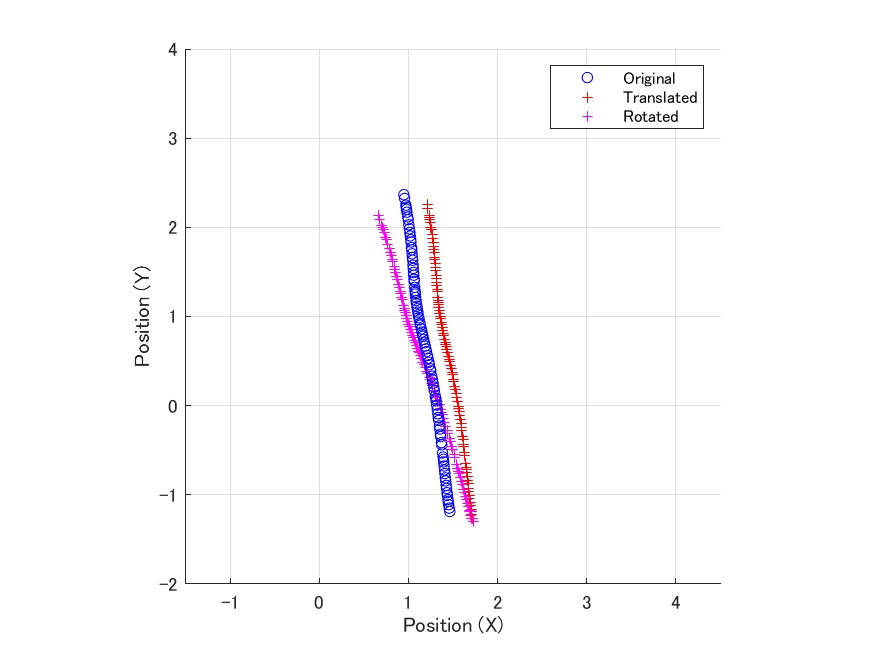 4
3
2
1
0
-1
-2
-1
0
1
2
3
4
Position (X)
Position (Y)
Original
Translated
Rotated